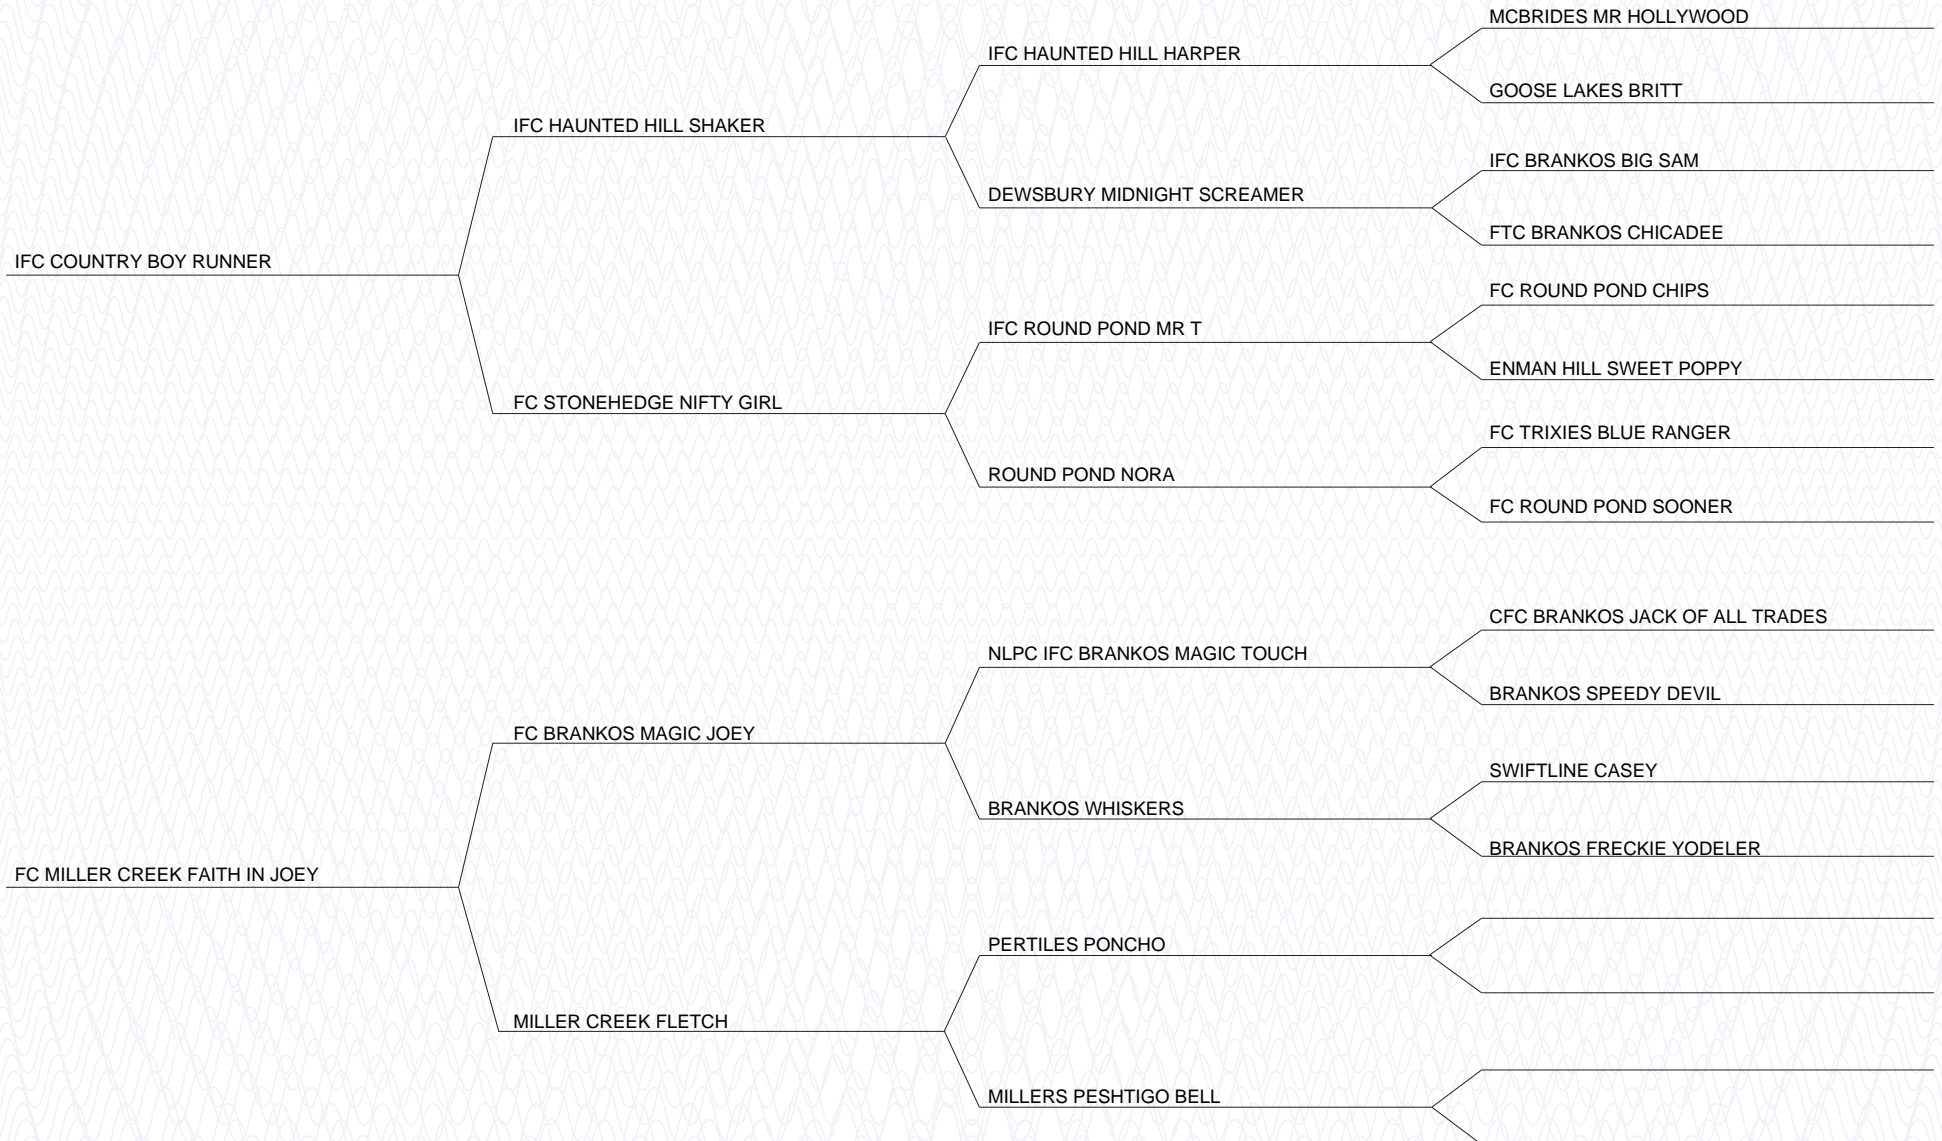 MCBRIDES MR HOLLYWOOD
IFC HAUNTED HILL HARPER
GOOSE LAKES BRITT
IFC HAUNTED HILL SHAKER
IFC BRANKOS BIG SAM
DEWSBURY MIDNIGHT SCREAMER
FTC BRANKOS CHICADEE
IFC COUNTRY BOY RUNNER
FC ROUND POND CHIPS
IFC ROUND POND MR T
ENMAN HILL SWEET POPPY
FC STONEHEDGE NIFTY GIRL
FC TRIXIES BLUE RANGER
ROUND POND NORA
FC ROUND POND SOONER
CFC BRANKOS JACK OF ALL TRADES
NLPC IFC BRANKOS MAGIC TOUCH
BRANKOS SPEEDY DEVIL
FC BRANKOS MAGIC JOEY
SWIFTLINE CASEY
BRANKOS WHISKERS
BRANKOS FRECKIE YODELER
FC MILLER CREEK FAITH IN JOEY
PERTILES PONCHO
MILLER CREEK FLETCH
MILLERS PESHTIGO BELL